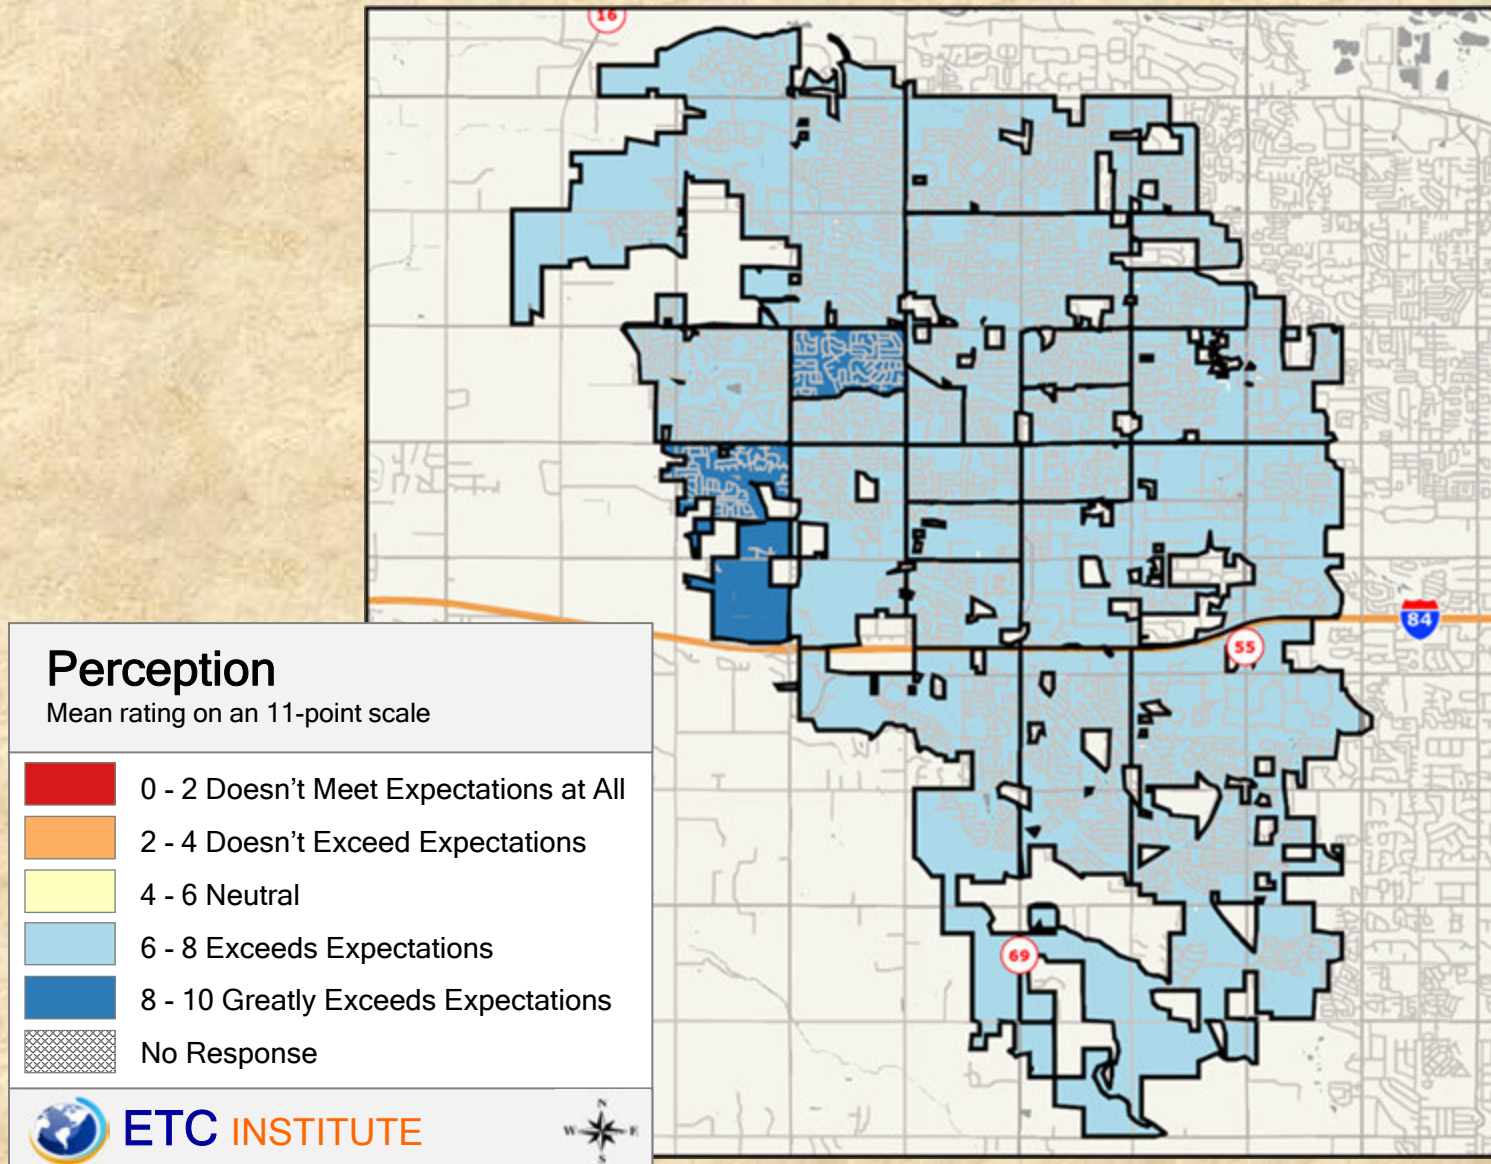 16
84
55
69
Perception
Mean rating on an 11-point scale
0 - 2 Doesn’t Meet Expectations at All
2 - 4 Doesn’t Exceed Expectations
4 - 6 Neutral
6 - 8 Exceeds Expectations
8 - 10 Greatly Exceeds Expectations
No Response
ETC INSTITUTE
N
W E
S